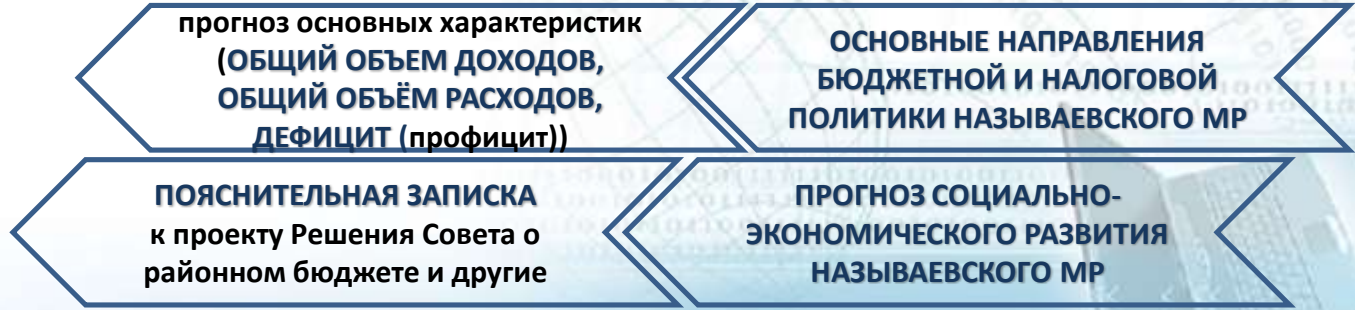 прогноз основных характеристик
(ОБЩИЙ ОБЪЕМ ДОХОДОВ,
ОБЩИЙ ОБЪЁМ РАСХОДОВ,
ДЕФИЦИТ (профицит))
ОСНОВНЫЕ НАПРАВЛЕНИЯ
БЮДЖЕТНОЙ И НАЛОГОВОЙ
ПОЛИТИКИ НАЗЫВАЕВСКОГО МР
ПОЯСНИТЕЛЬНАЯ ЗАПИСКА
к проекту Решения Совета о
районном бюджете и другие
ПРОГНОЗ СОЦИАЛЬНО-
ЭКОНОМИЧЕСКОГО РАЗВИТИЯ
НАЗЫВАЕВСКОГО МР